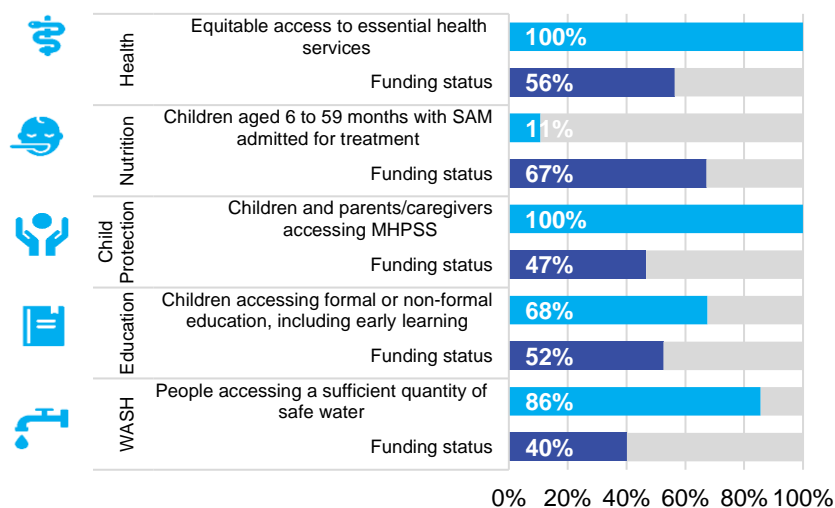 Health
Equitable access to essential health
services
100%
Funding status
56%
Nutrition
Children aged 6 to 59 months with SAM
admitted for treatment
11%
Funding status
67%
Child
Protection
Children and parents/caregivers
accessing MHPSS
100%
Funding status
47%
Education
Children accessing formal or non-formal
education, including early learning
68%
Funding status
52%
WASH
People accessing a sufficient quantity of
safe water
86%
Funding status
40%
0% 20% 40% 60% 80% 100%